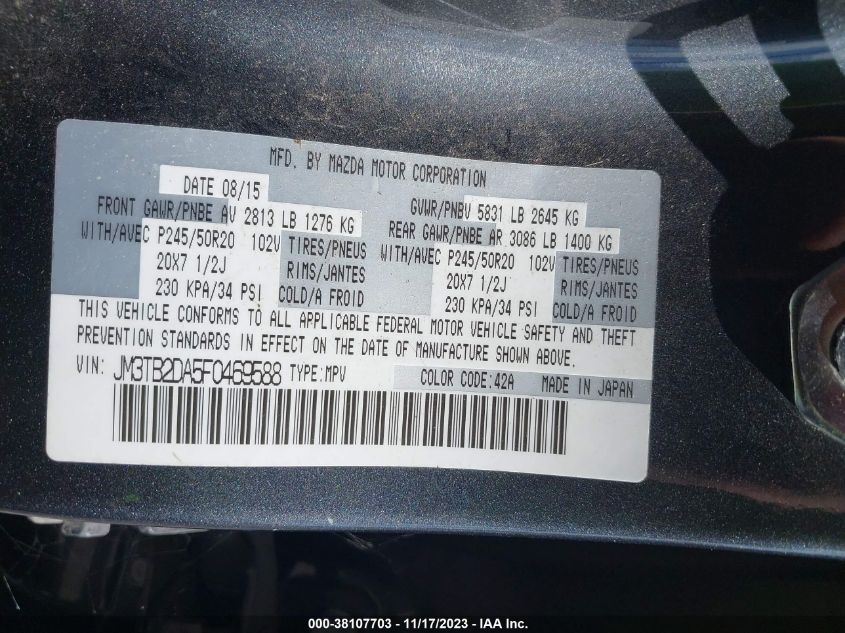 MFD. BY MAZDA MOTOR CORPORATION
DATE 08/15
GVWR/PNBV 5831 LB 2645 KG
FRONT GAWR/PNBE AV 2813 LB 1276 KG
REAR GAWR/PNBE AR 3086 LB 1400 KG
WITH/AVEC P245/50R20 102V TIRES/PNEUS
WITH/AVEC P245/50R20 102V TIRES/PNEUS
20X7 1/2J RIMS/JANTES
20X7 1/2J RIMS/JANTES
230 KPA/34 PSI COLD/A FROID
230 KPA/34 PSI COLD/A FROID
THIS VEHICLE CONFORMS TO ALL APPLICABLE FEDERAL MOTOR VEHICLE SAFETY AND THEFT
PREVENTION STANDARDS IN EFFECT ON THE DATE OF MANUFACTURE SHOWN ABOVE.
VIN: JM3TB2DA5F0469588 TYPE:MPV COLOR CODE:42A MADE IN JAPAN
000-38107703 - 11/17/2023 - IAA Inc.